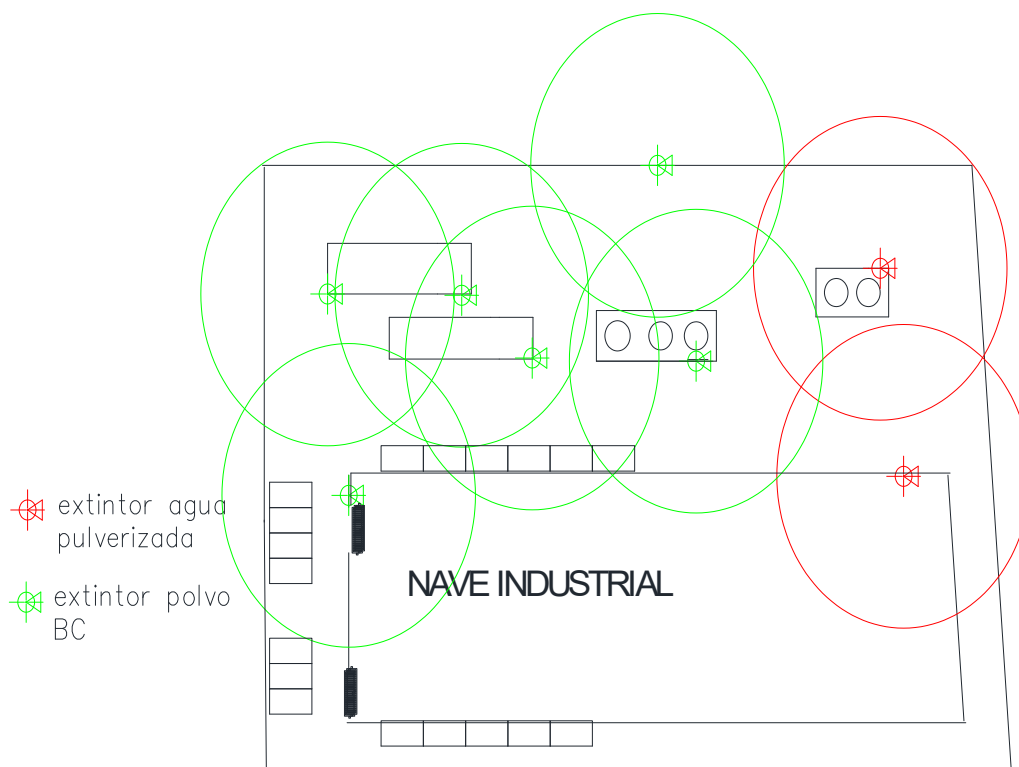 extintor agua
pulverizada
extintor polvo
BC
NAVE INDUSTRIAL